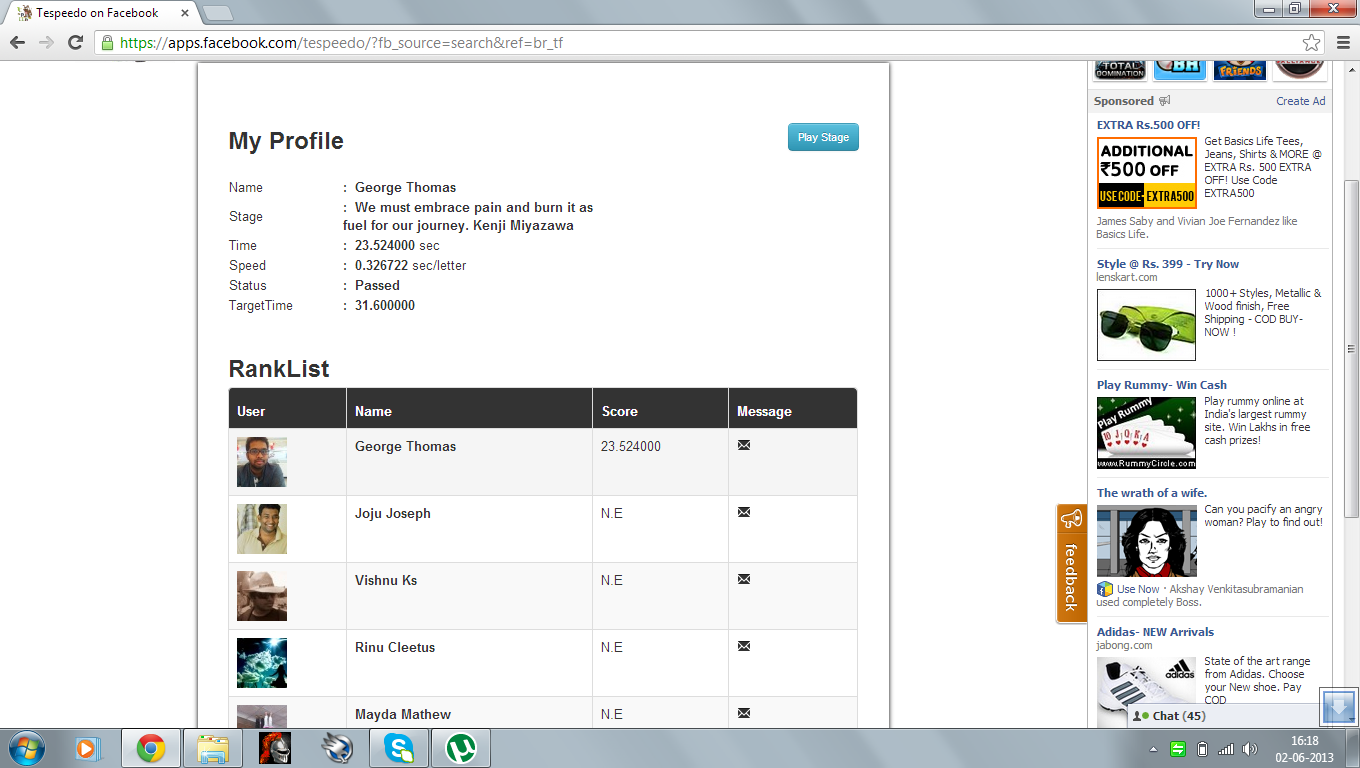 Tespeedo on Facebook
https://apps.facebook.com/tespeedo/?fb_source=search&ref=br_tf
My Profile
Play Stage
Name : George Thomas
Stage : We must embrace pain and burn it as
fuel for our journey. Kenji Miyazawa
Time : 23.524000 sec
Speed : 0.326722 sec/letter
Status : Passed
TargetTime : 31.600000
RankList
User Name Score Message
George Thomas 23.524000
Joju Joseph N.E
Vishnu Ks N.E
Rinu Cleetus N.E
Mayda Mathew N.E
feedback
TOTAL
DOMINATION
FRIENDS
Sponsored Create Ad
EXTRA Rs.500 OFF!
ADDITIONAL
₹500 OFF
USE CODE- EXTRA500
Get Basics Life Tees,
Jeans, Shirts & MORE @
EXTRA Rs. 500 EXTRA
OFF! Use Code
EXTRA500
James Saby and Vivian Joe Fernandez like
Basics Life.
Style @ Rs. 399 - Try Now
lenskart.com
1000+ Styles, Metallic &
Wood finish, Free
Shipping - COD BUY-
NOW !
Play Rummy- Win Cash
Play Rummy
10 J Q K A
www.RummyCircle.com
Play rummy online at
India's largest rummy
site. Win Lakhs in free
cash prizes!
The wrath of a wife.
Can you pacify an angry
woman? Play to find out!
Use Now · Akshay Venkitasubramanian
used completely Boss.
Adidas- NEW Arrivals
jabong.com
adidas
State of the art range
from Adidas. Choose
your New shoe. Pay
COD
Chat (45)
16:18
02-06-2013